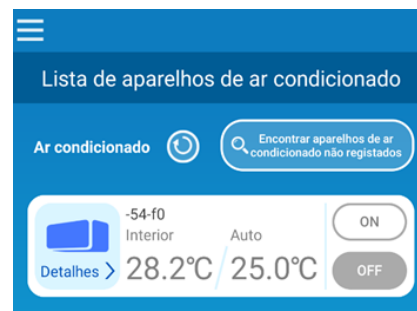 Lista de aparelhos de ar condicionado
Ar condicionado
Encontrar aparelhos de ar
condicionado não registados
-54-f0
Interior
Auto
ON
Detalhes
28.2°C
25.0°C
OFF